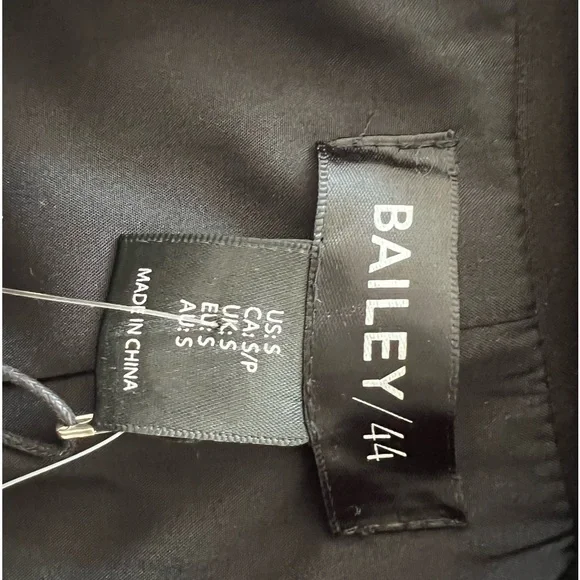 BAILEY/44
US: S
CA: S/P
UK: S
EU: S
AU: S
MADE IN CHINA